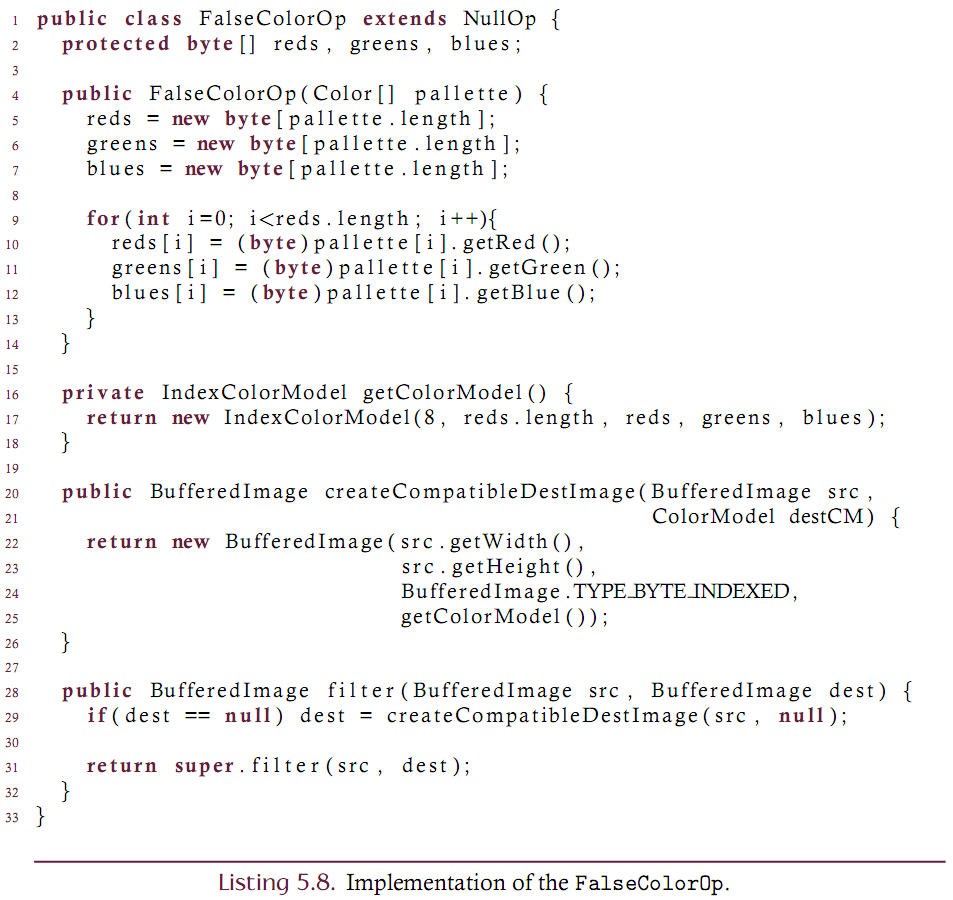 1 public class FalseColorOp extends NullOp {
2   protected byte[] reds, greens, blues;
3
4   public FalseColorOp(Color[] pallette) {
5     reds = new byte[pallette.length];
6     greens = new byte[pallette.length];
7     blues = new byte[pallette.length];
8
9     for(int i=0; i<reds.length; i++){
10       reds[i] = (byte)pallette[i].getRed();
11       greens[i] = (byte)pallette[i].getGreen();
12       blues[i] = (byte)pallette[i].getBlue();
13     }
14   }
15
16   private IndexColorModel getColorModel() {
17     return new IndexColorModel(8, reds.length, reds, greens, blues);
18   }
19
20   public BufferedImage createCompatibleDestImage(BufferedImage src,
21                                                  ColorModel destCM) {
22     return new BufferedImage(src.getWidth(),
23                              src.getHeight(),
24                              BufferedImage.TYPE_BYTE_INDEXED,
25                              getColorModel());
26   }
27
28   public BufferedImage filter(BufferedImage src, BufferedImage dest) {
29     if(dest == null) dest = createCompatibleDestImage(src, null);
30
31     return super.filter(src, dest);
32   }
33 }
Listing 5.8. Implementation of the FalseColorOp.